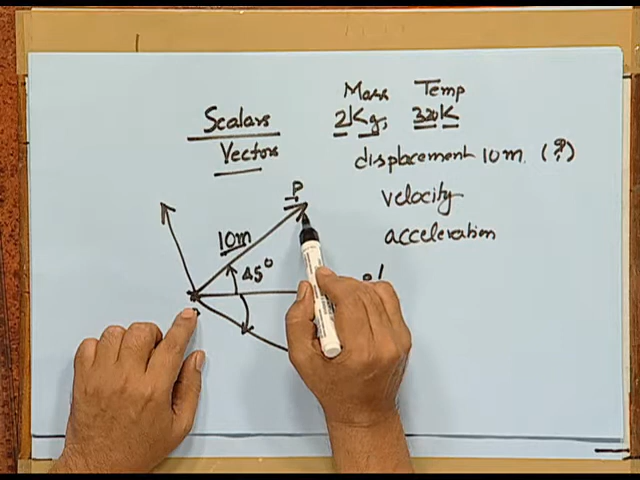 Mass Temp
Scalars
2Kg, 320K
Vectors
displacement 10m. (?)
P
velocity
10m
acceleration
45°